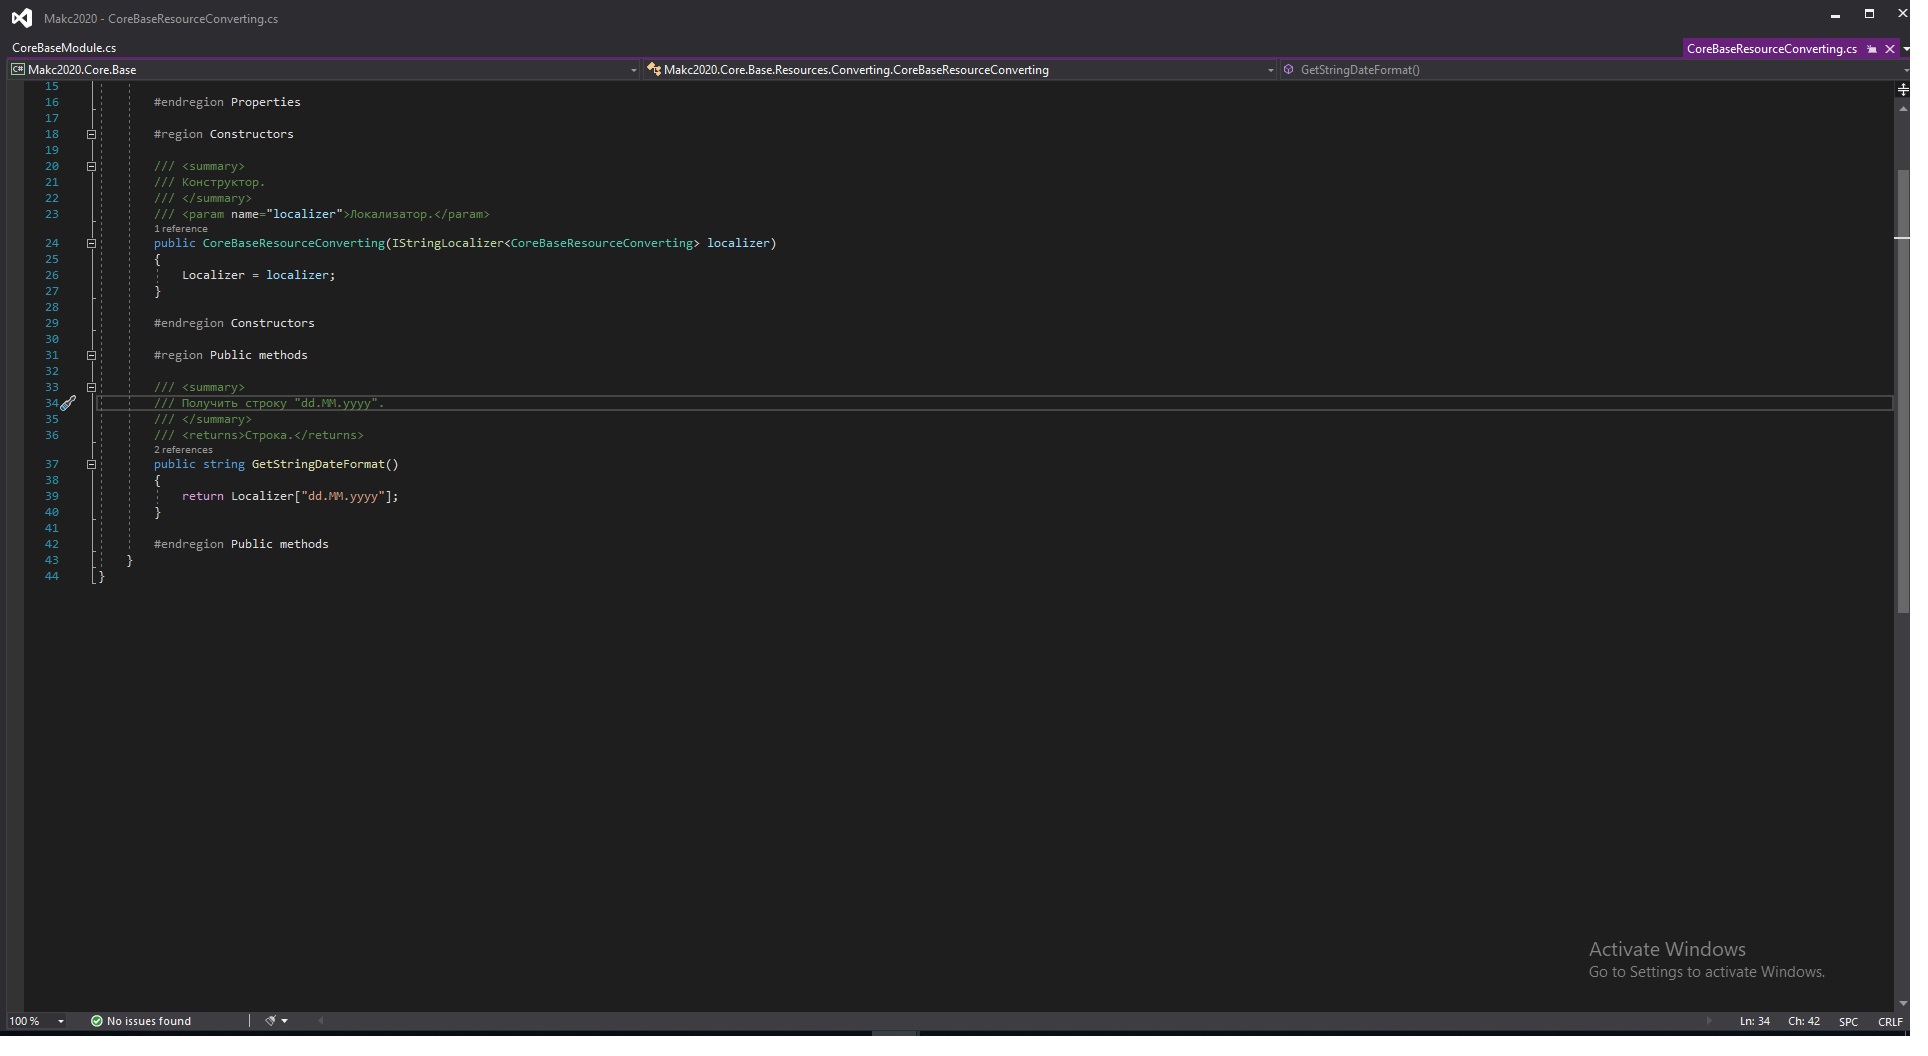 Makc2020 - CoreBaseResourceConverting.cs
CoreBaseModule.cs
CoreBaseResourceConverting.cs
C# Makc2020.Core.Base
Makc2020.Core.Base.Resources.Converting.CoreBaseResourceConverting
GetStringDateFormat()
15
16 #endregion Properties
17
18 #region Constructors
19
20 /// <summary>
21 /// Конструктор.
22 /// </summary>
23 /// <param name="localizer">Локализатор.</param>
1 reference
24 public CoreBaseResourceConverting(IStringLocalizer<CoreBaseResourceConverting> localizer)
25 {
26 Localizer = localizer;
27 }
28
29 #endregion Constructors
30
31 #region Public methods
32
33 /// <summary>
34 /// Получить строку "dd.MM.yyyy".
35 /// </summary>
36 /// <returns>Строка.</returns>
2 references
37 public string GetStringDateFormat()
38 {
39 return Localizer["dd.MM.yyyy"];
40 }
41
42 #endregion Public methods
43 }
44 }
Activate Windows
Go to Settings to activate Windows.
100 %
No issues found
Ln: 34
Ch: 42
SPC
CRLF